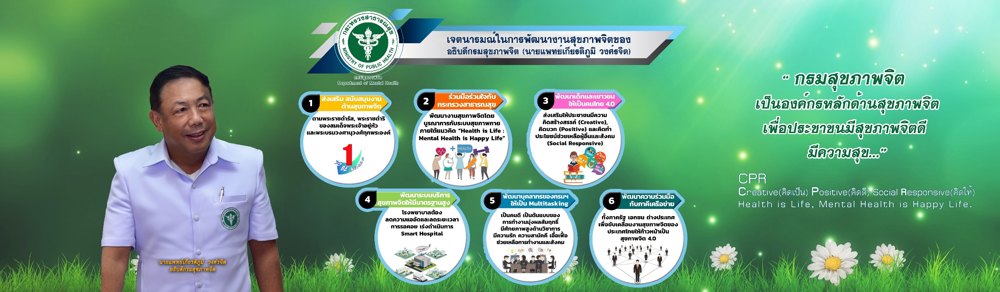 กระทรวงสาธารณสุข
MINISTRY OF PUBLIC HEALTH
กรมสุขภาพจิต
Department of Mental Health
เจตนารมณ์ในการพัฒนางานสุขภาพจิตของ
อธิบดีกรมสุขภาพจิต (นายแพทย์เกียรติภูมิ วงศ์รจิต)
1
ส่งเสริม สนับสนุนงาน
ด้านสุขภาพจิต
ตามพระราชดำรัส, พระราชดำริ
ของสมเด็จพระเจ้าอยู่หัว
และพระบรมวงศานุวงศ์ทุกพระองค์
1
TO BE NUMBER ONE
2
ร่วมมือร่วมใจกับ
กระทรวงสาธารณสุข
พัฒนางานสุขภาพจิตโดย
บูรณาการกับระบบสุขภาพกาย
ภายใต้แนวคิด “Health is Life :
Mental Health is Happy Life”
HEALTH
3
พัฒนาเด็กและเยาวชน
ให้เป็นคนไทย 4.0
ส่งเสริมให้ประชาชนมีความ
คิดสร้างสรรค์ (Creative),
คิดบวก (Positive) และคิดทำ
ประโยชน์ช่วยเหลือผู้อื่นและสังคม
(Social Responsive)
CONNECT
BE ACTIVE
TAKE NOTICE
GIVE
KEEP LEARNING
4
พัฒนาระบบบริการ
สุขภาพจิตให้มีมาตรฐานสูง
โรงพยาบาลต้อง
ลดความแออัดและลดระยะเวลา
การรอคอย เร่งดำเนินการ
Smart Hospital
5
พัฒนาบุคลากรของกรมฯ
ให้เป็น Multitasking
เป็นคนดี เป็นต้นแบบของ
การทำงานมุ่งผลสัมฤทธิ์
มีศักยภาพสูงด้านวิชาการ
มีความรัก ความสามัคคี เอื้อเฟื้อ
ช่วยเหลือการทำงานและสังคม
6
พัฒนาความร่วมมือ
กับภาคีเครือข่าย
ทั้งภาครัฐ เอกชน ต่างประเทศ
เพื่อขับเคลื่อนงานสุขภาพจิตของ
ประเทศไทยให้ก้าวหน้าเป็น
สุขภาพจิต 4.0
“ กรมสุขภาพจิต
เป็นองค์กรหลักด้านสุขภาพจิต
เพื่อประชาชนมีสุขภาพจิตดี
มีความสุข...”
CPR
Creative(คิดเป็น) Positive(คิดดี) Social Responsive(คิดให้)
Health is Life, Mental Health is Happy Life.
นายแพทย์เกียรติภูมิ วงศ์รจิต
อธิบดีกรมสุขภาพจิต